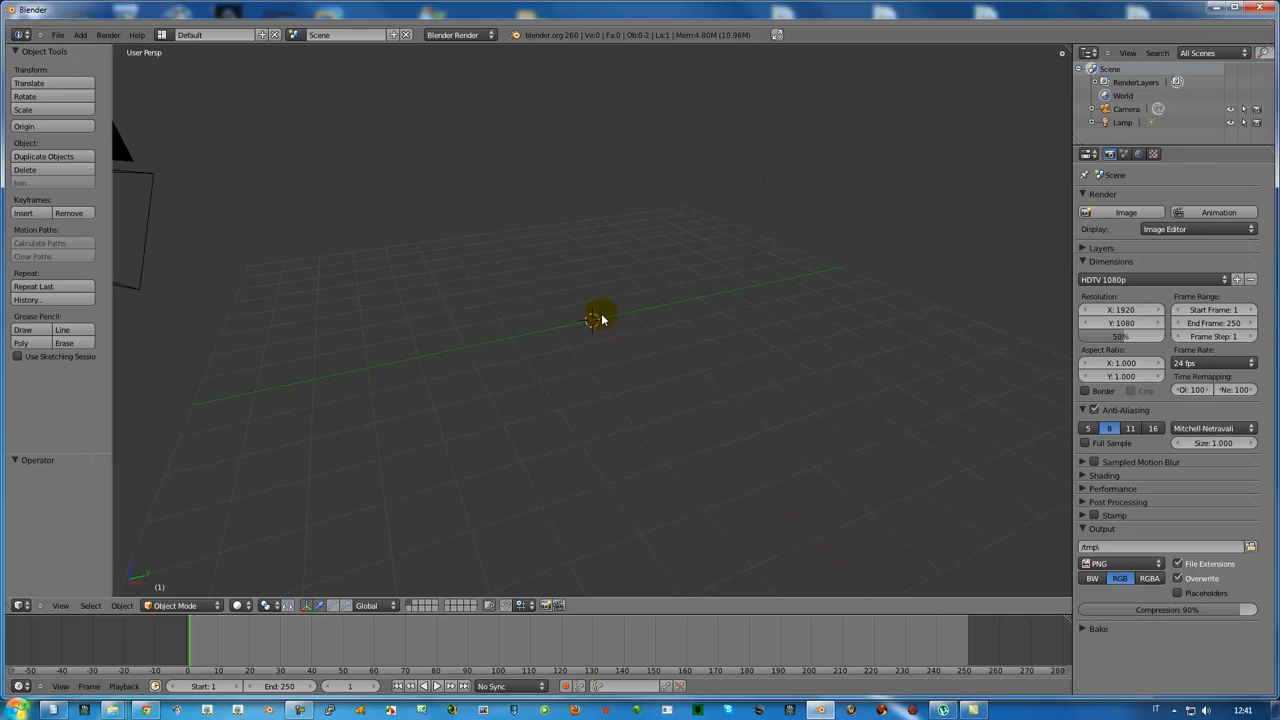 Blender
File Add Render Help Default Scene Blender Render blender.org 260 | Ve:0 | Fa:0 | Ob:0-2 | La:1 | Mem:4.80M (10.96M)
Object Tools
Transform:
Translate
Rotate
Scale
Origin
Object:
Duplicate Objects
Delete
Join
Keyframes:
Insert Remove
Motion Paths:
Calculate Paths
Clear Paths
Repeat:
Repeat Last
History...
Grease Pencil:
Draw Line
Poly Erase
Use Sketching Sessio
Operator
User Persp
(1)
View Select Object Object Mode Global
-50 -40 -30 -20 -10 0 10 20 30 40 50 60 70 80 90 100 110 120 130 140 150 160 170 180 190 200 210 220 230 240 250 260 270 280
View Frame Playback Start: 1 End: 250 1 No Sync
View Search All Scenes
Scene
RenderLayers
World
Camera
Lamp
Scene
Render
Image Animation
Display: Image Editor
Layers
Dimensions
HDTV 1080p
Resolution: Frame Range:
X: 1920 Start Frame: 1
Y: 1080 End Frame: 250
50% Frame Step: 1
Aspect Ratio: Frame Rate:
X: 1.000 24 fps
Y: 1.000 Time Remapping:
Border Crop Ol: 100 Ne: 100
Anti-Aliasing
5 8 11 16 Mitchell-Netravali
Full Sample Size: 1.000
Sampled Motion Blur
Shading
Performance
Post Processing
Stamp
Output
/tmp\
PNG File Extensions
BW RGB RGBA Overwrite
Placeholders
Compression: 90%
Bake
IT 12:41